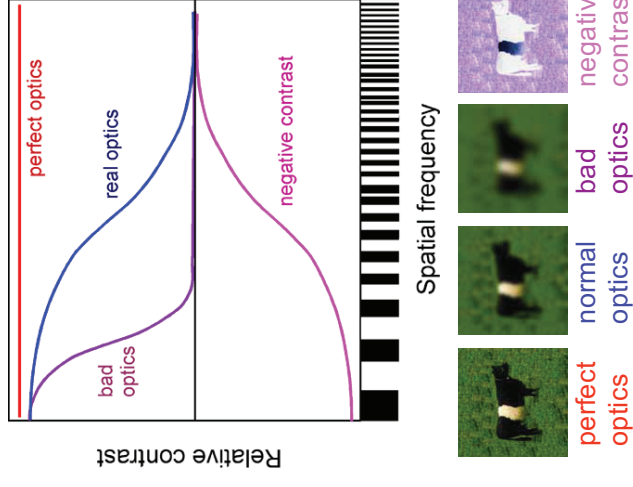 perfect optics
real optics
negative contrast
bad
optics
Relative contrast
Spatial frequency
perfect
optics
normal
optics
bad
optics
negative
contras